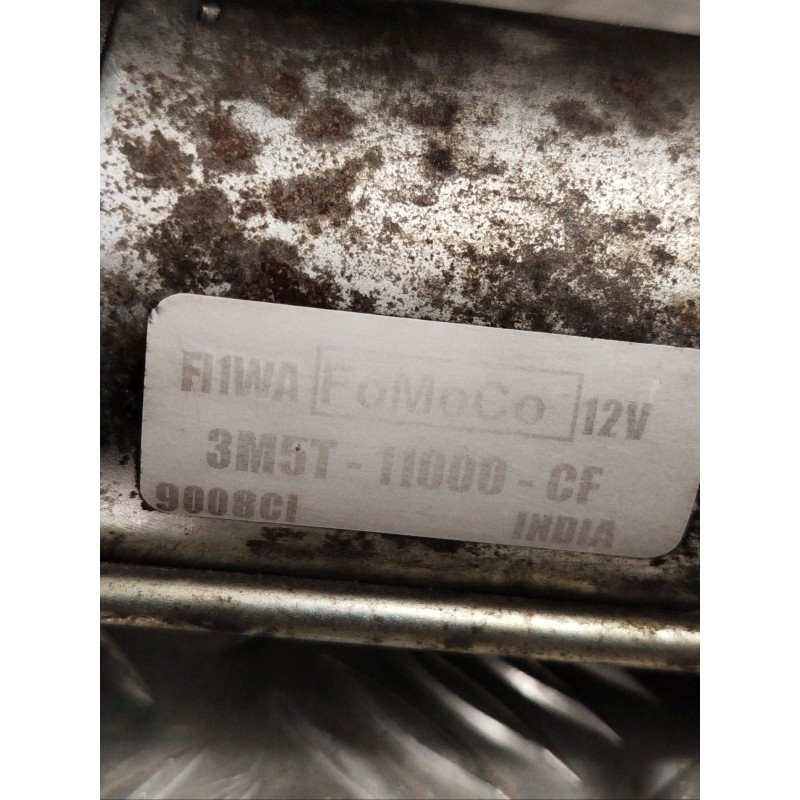 FI1WA FoMoCo 12V
3M5T - 11000 - CF
9008CI INDIA